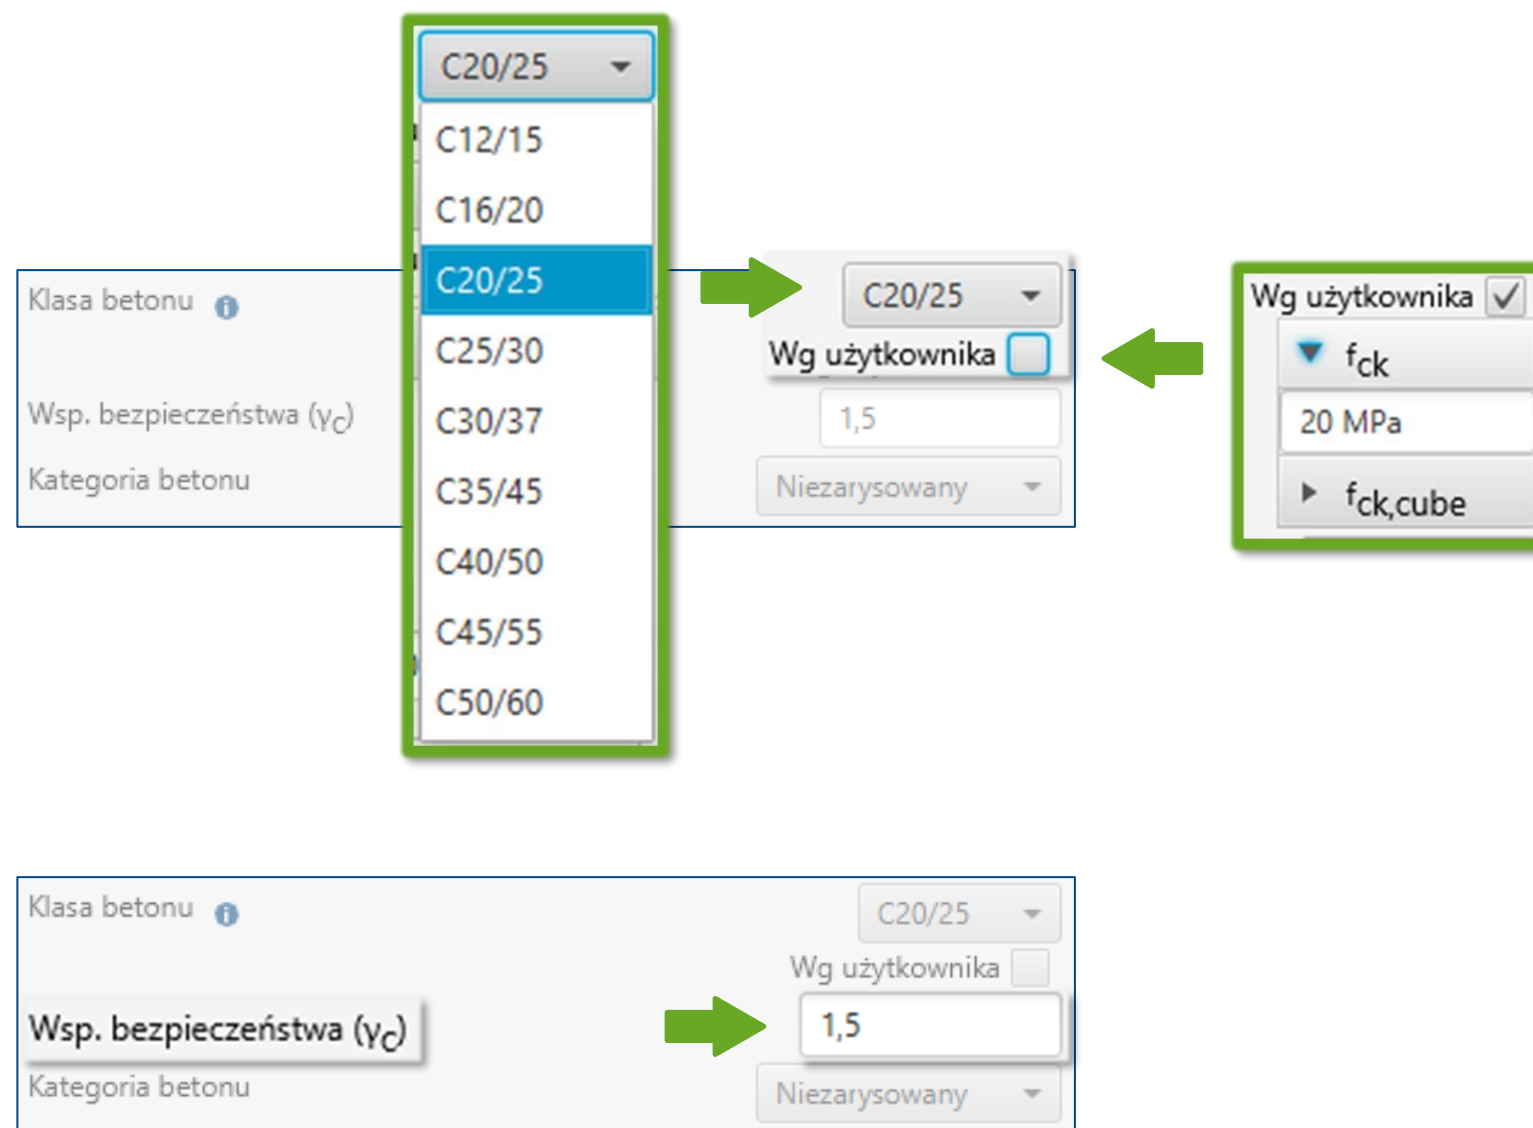 C20/25
C12/15
C16/20
C20/25
C25/30
C30/37
C35/45
C40/50
C45/55
C50/60
Klasa betonu
C20/25
Wg użytkownika
Wsp. bezpieczeństwa (γC)
1,5
Kategoria betonu
Niezarysowany
Wg użytkownika
fck
20 MPa
fck,cube
Klasa betonu
C20/25
Wg użytkownika
Wsp. bezpieczeństwa (γC)
1,5
Kategoria betonu
Niezarysowany